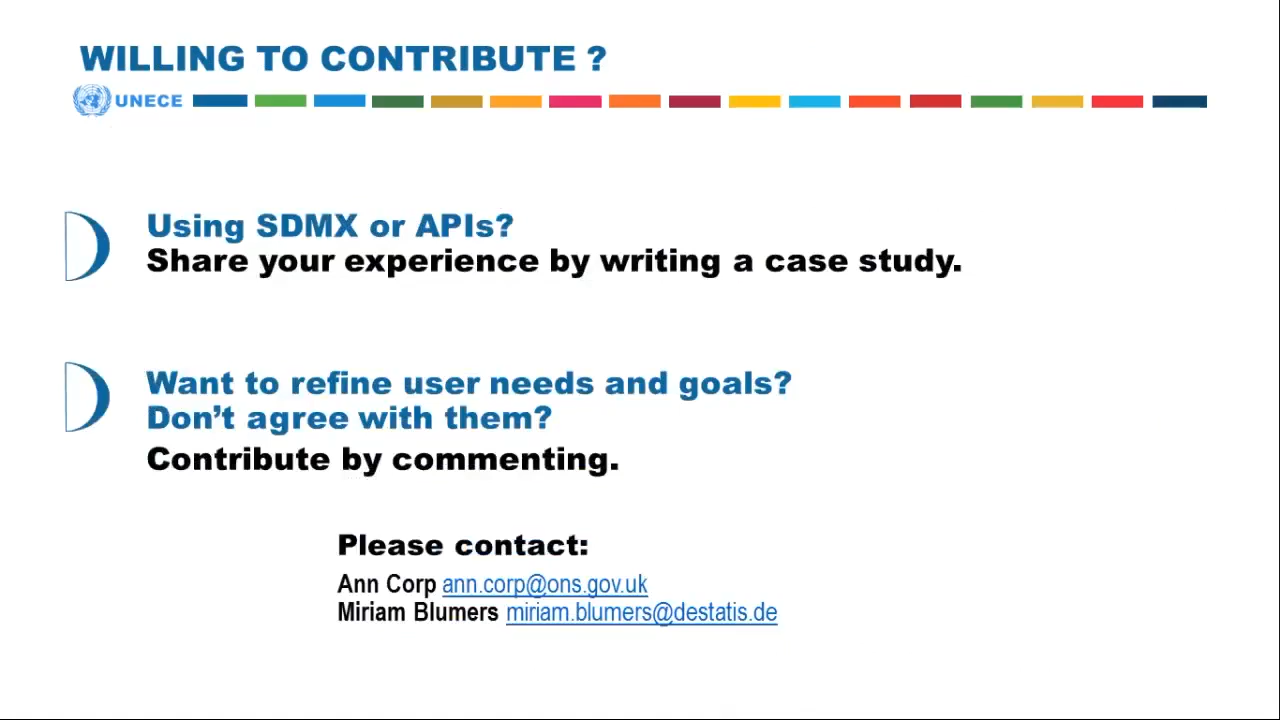 WILLING TO CONTRIBUTE ?
UNECE
Using SDMX or APIs?
Share your experience by writing a case study.
Want to refine user needs and goals?
Don’t agree with them?
Contribute by commenting.
Please contact:
Ann Corp ann.corp@ons.gov.uk
Miriam Blumers miriam.blumers@destatis.de